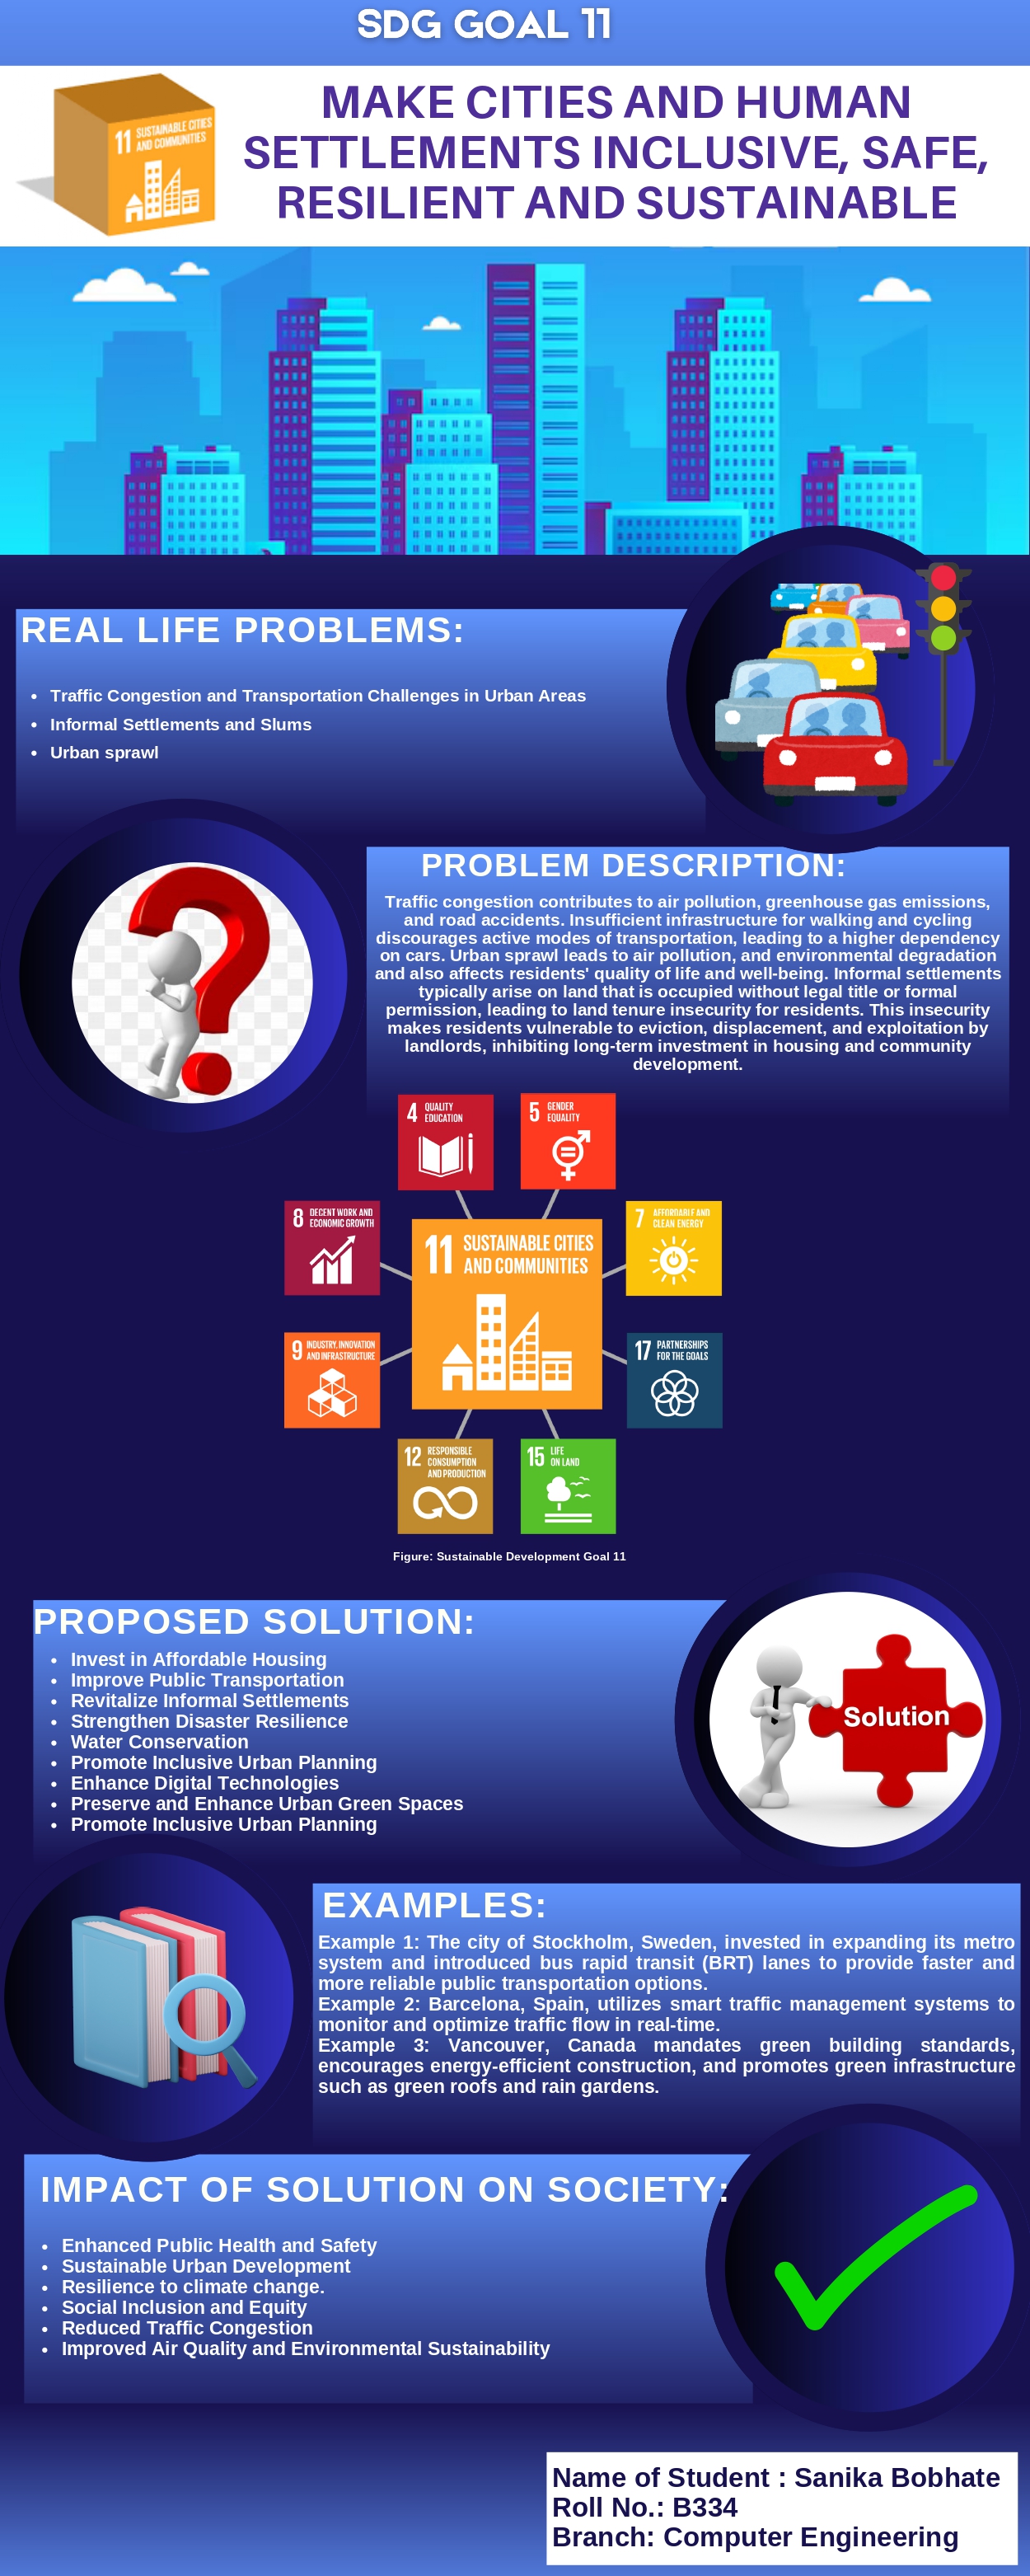 SDG GOAL 11
11 SUSTAINABLE CITIES
AND COMMUNITIES
MAKE CITIES AND HUMAN
SETTLEMENTS INCLUSIVE, SAFE,
RESILIENT AND SUSTAINABLE
REAL LIFE PROBLEMS:
• Traffic Congestion and Transportation Challenges in Urban Areas
• Informal Settlements and Slums
• Urban sprawl
PROBLEM DESCRIPTION:
Traffic congestion contributes to air pollution, greenhouse gas emissions,
and road accidents. Insufficient infrastructure for walking and cycling
discourages active modes of transportation, leading to a higher dependency
on cars. Urban sprawl leads to air pollution, and environmental degradation
and also affects residents' quality of life and well-being. Informal settlements
typically arise on land that is occupied without legal title or formal
permission, leading to land tenure insecurity for residents. This insecurity
makes residents vulnerable to eviction, displacement, and exploitation by
landlords, inhibiting long-term investment in housing and community
development.
4 QUALITY
EDUCATION
5 GENDER
EQUALITY
8 DECENT WORK AND
ECONOMIC GROWTH
7 AFFORDABLE AND
CLEAN ENERGY
11 SUSTAINABLE CITIES
AND COMMUNITIES
9 INDUSTRY, INNOVATION
AND INFRASTRUCTURE
17 PARTNERSHIPS
FOR THE GOALS
12 RESPONSIBLE
CONSUMPTION
AND PRODUCTION
15 LIFE
ON LAND
Figure: Sustainable Development Goal 11
PROPOSED SOLUTION:
• Invest in Affordable Housing
• Improve Public Transportation
• Revitalize Informal Settlements
• Strengthen Disaster Resilience
• Water Conservation
• Promote Inclusive Urban Planning
• Enhance Digital Technologies
• Preserve and Enhance Urban Green Spaces
• Promote Inclusive Urban Planning
Solution
EXAMPLES:
Example 1: The city of Stockholm, Sweden, invested in expanding its metro
system and introduced bus rapid transit (BRT) lanes to provide faster and
more reliable public transportation options.
Example 2: Barcelona, Spain, utilizes smart traffic management systems to
monitor and optimize traffic flow in real-time.
Example 3: Vancouver, Canada mandates green building standards,
encourages energy-efficient construction, and promotes green infrastructure
such as green roofs and rain gardens.
IMPACT OF SOLUTION ON SOCIETY:
• Enhanced Public Health and Safety
• Sustainable Urban Development
• Resilience to climate change.
• Social Inclusion and Equity
• Reduced Traffic Congestion
• Improved Air Quality and Environmental Sustainability
Name of Student : Sanika Bobhate
Roll No.: B334
Branch: Computer Engineering